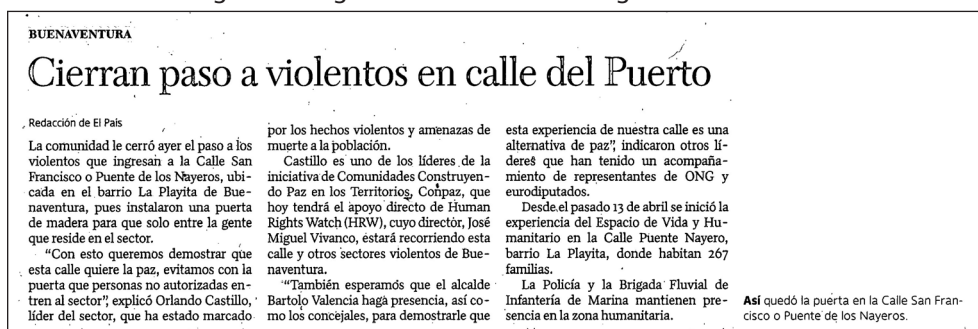 BUENAVENTURA
Cierran paso a violentos en calle del Puerto
Redacción de El País
La comunidad le cerró ayer el paso a los
violentos que ingresan a la Calle San
Francisco o Puente de los Nayeros, ubi-
cada en el barrio La Playita de Bue-
naventura, pues instalaron una puerta
de madera para que solo entre la gente
que reside en el sector.
"Con esto queremos demostrar que
esta calle quiere la paz, evitamos con la
puerta que personas no autorizadas en-
tren al sector", explicó Orlando Castillo,
líder del sector, que ha estado marcado
por los hechos violentos y amenazas de
muerte a la población.
Castillo es uno de los líderes de la
iniciativa de Comunidades Construyen-
do Paz en los Territorios, Conpaz, que
hoy tendrá el apoyo directo de Human
Rights Watch (HRW), cuyo director, José
Miguel Vivanco, estará recorriendo esta
calle y otros sectores violentos de Bue-
naventura.
"También esperamós que el alcalde
Bartolo Valencia haga presencia, así co-
mo los concejales, para demostrarle que
esta experiencia de nuestra calle es una
alternativa de paz", indicaron otros lí-
deres que han tenido un acompaña-
miento de representantes de ONG y
eurodiputados.
Desde el pasado 13 de abril se inició la
experiencia del Espacio de Vida y Hu-
manitario en la Calle Puente Nayero,
barrio La Playita, donde habitan 267
familias.
La Policía y la Brigada Fluvial de
Infantería de Marina mantienen pre-
sencia en la zona humanitaria.
Así quedó la puerta en la Calle San Fran-
cisco o Puente de los Nayeros.